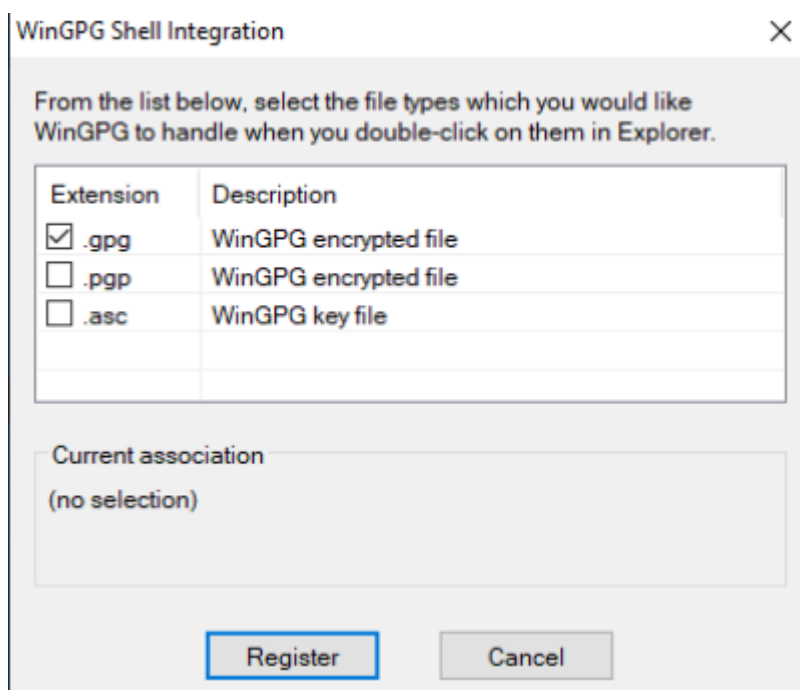 WinGPG Shell Integration
From the list below, select the file types which you would like
WinGPG to handle when you double-click on them in Explorer.
Extension Description
.gpg WinGPG encrypted file
.pgp WinGPG encrypted file
.asc WinGPG key file
Current association
(no selection)
Register Cancel